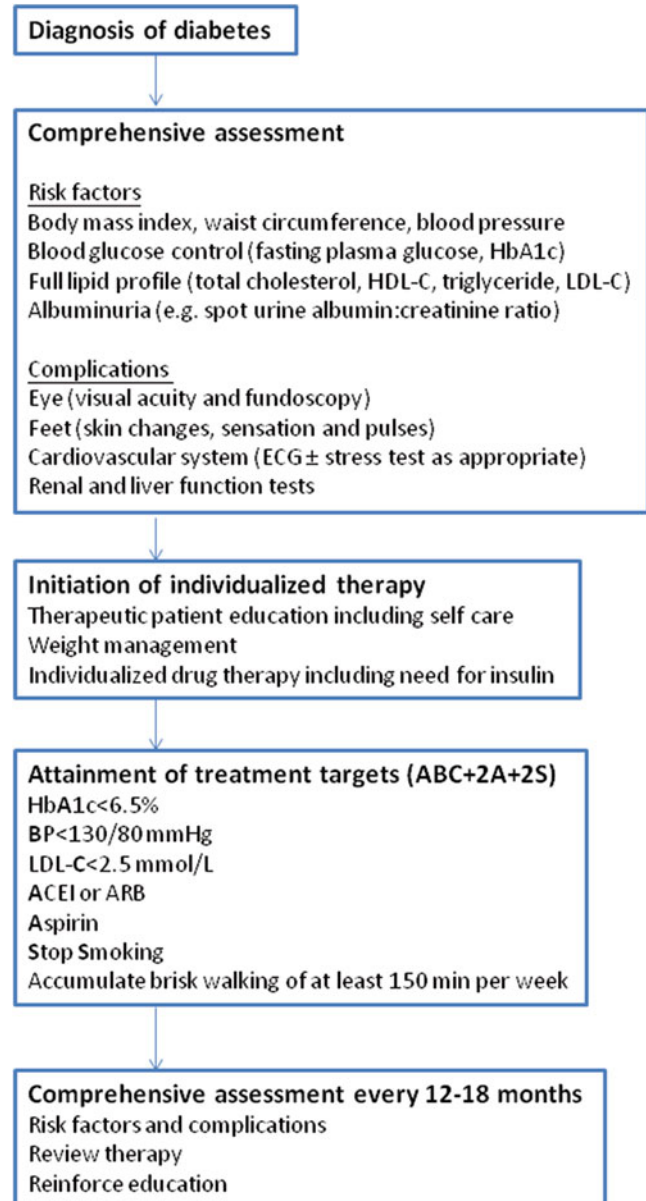 Diagnosis of diabetes
Comprehensive assessment
Risk factors
Body mass index, waist circumference, blood pressure
Blood glucose control (fasting plasma glucose, HbA1c)
Full lipid profile (total cholesterol, HDL-C, triglyceride, LDL-C)
Albuminuria (e.g. spot urine albumin:creatinine ratio)
Complications
Eye (visual acuity and fundoscopy)
Feet (skin changes, sensation and pulses)
Cardiovascular system (ECG ± stress test as appropriate)
Renal and liver function tests
Initiation of individualized therapy
Therapeutic patient education including self care
Weight management
Individualized drug therapy including need for insulin
Attainment of treatment targets (ABC+2A+2S)
HbA1c<6.5%
BP<130/80 mmHg
LDL-C<2.5 mmol/L
ACEI or ARB
Aspirin
Stop Smoking
Accumulate brisk walking of at least 150 min per week
Comprehensive assessment every 12-18 months
Risk factors and complications
Review therapy
Reinforce education